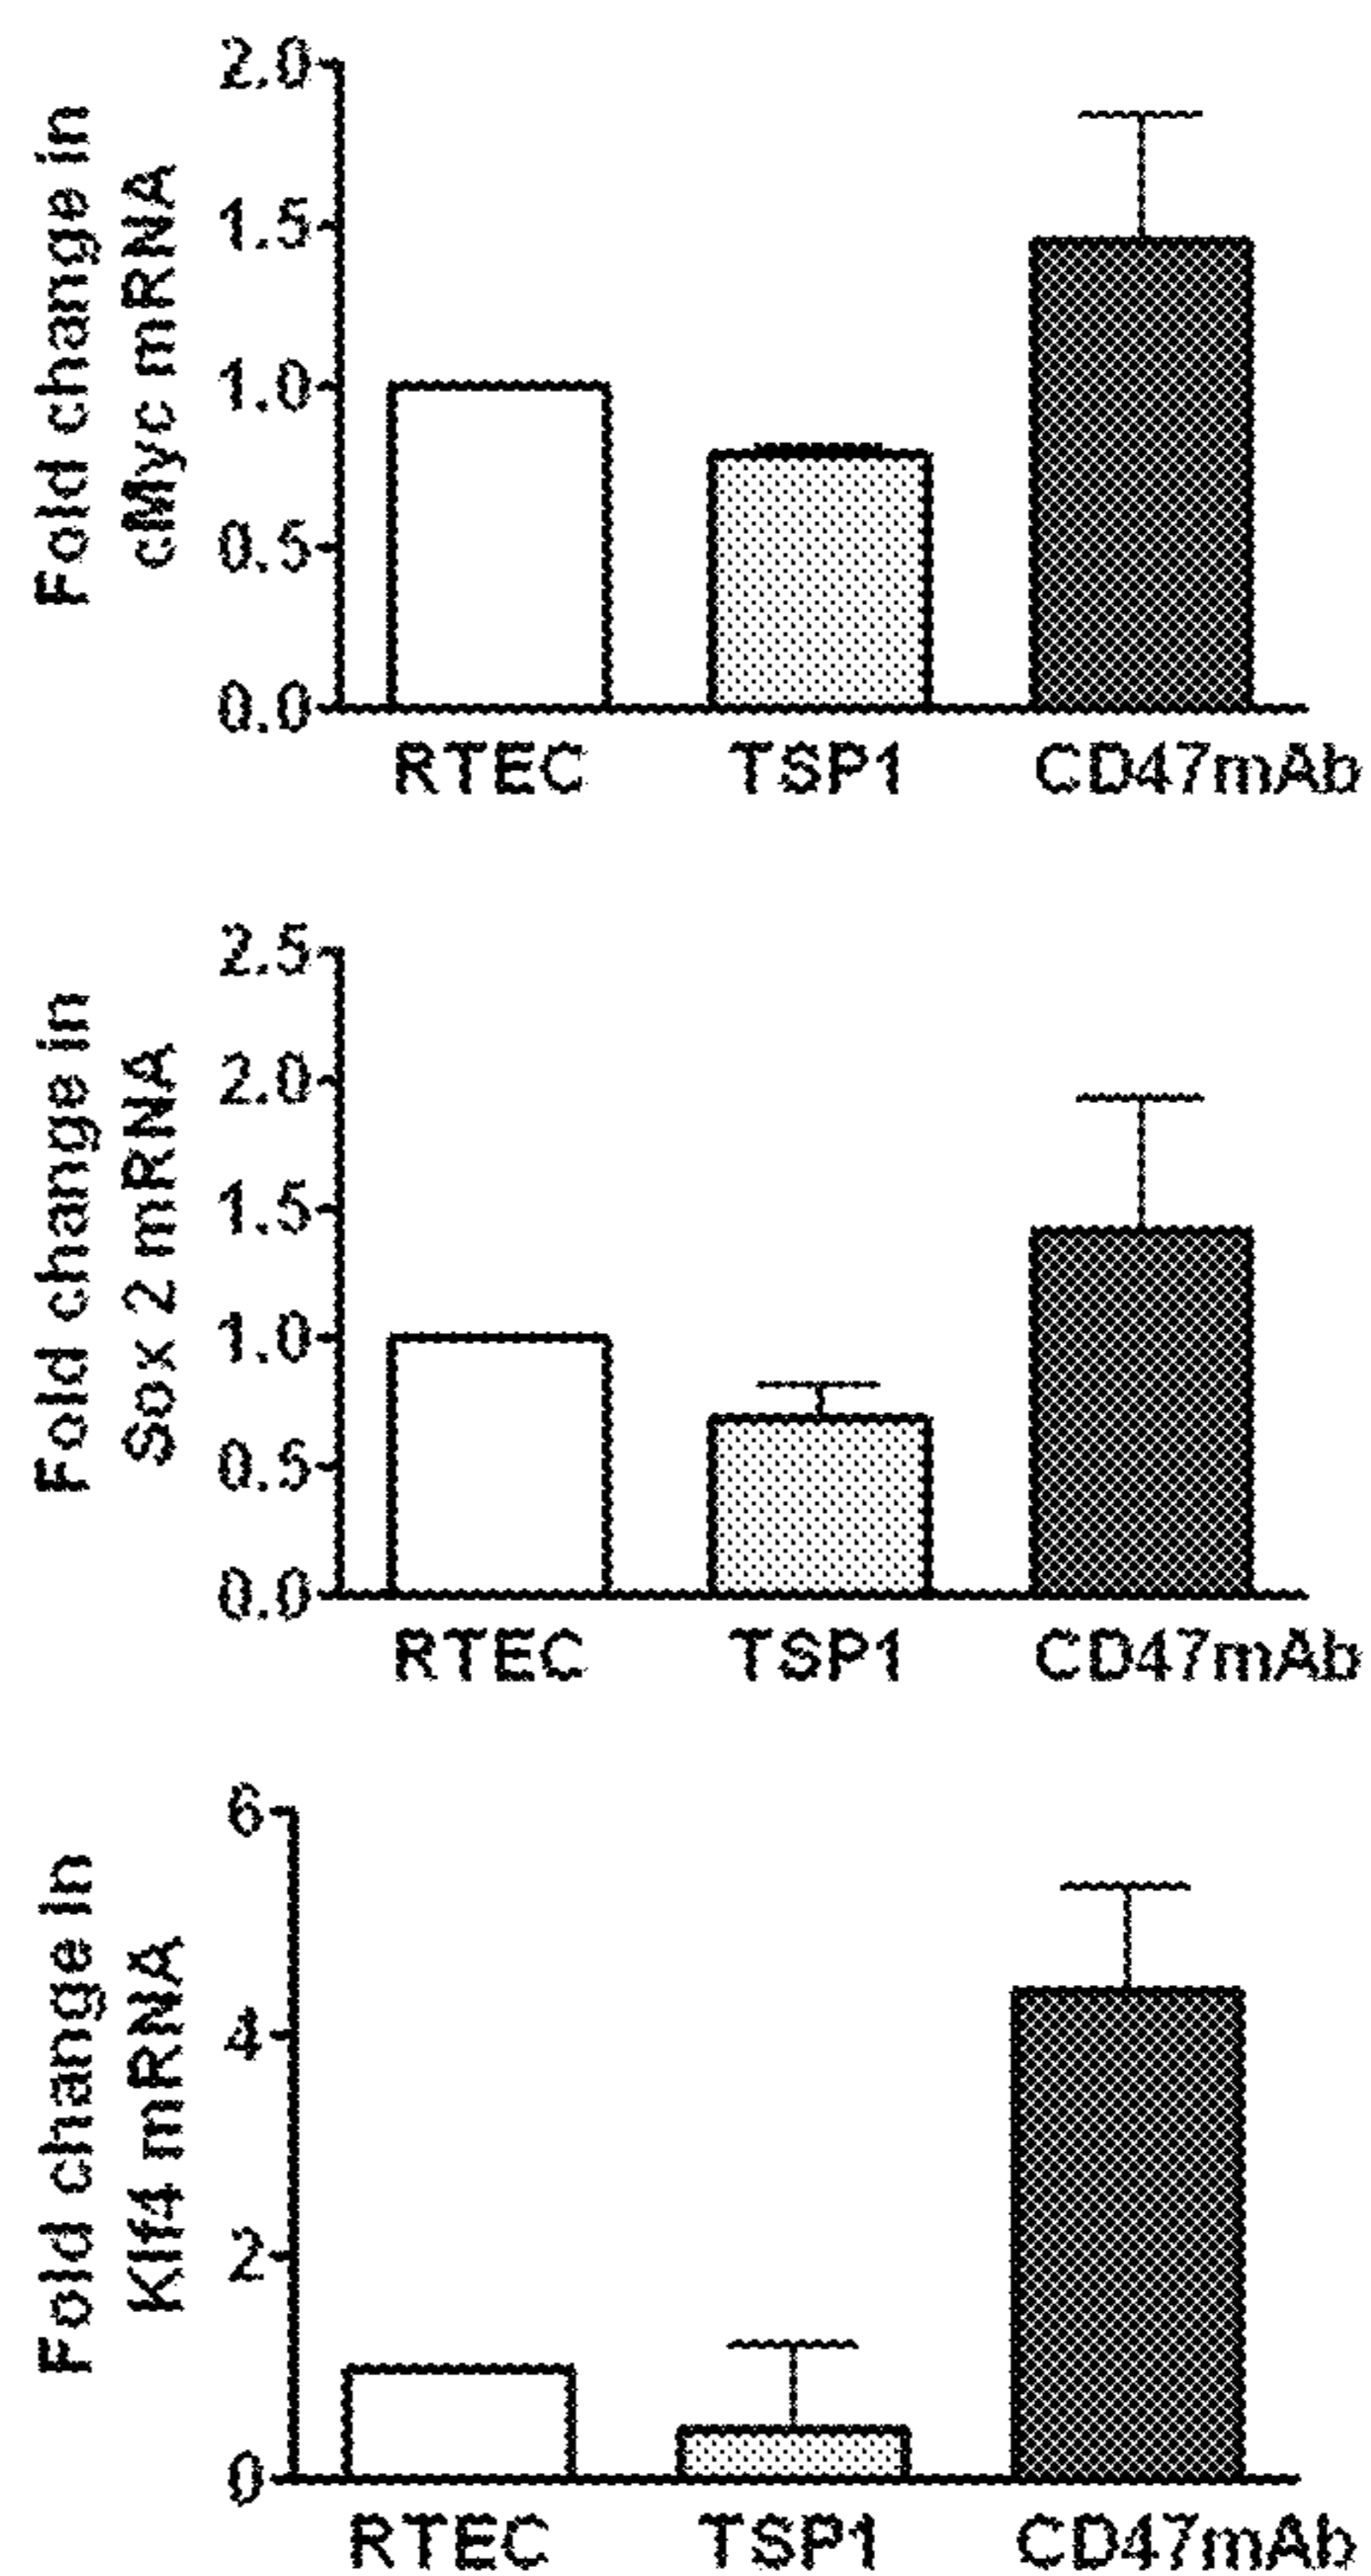 Fold change in
cMyc mRNA
2.0
1.5
1.0
0.5
0.0
RTEC TSP1 CD47mAb
Fold change in
Sox 2 mRNA
2.5
2.0
1.5
1.0
0.5
0.0
RTEC TSP1 CD47mAb
Fold change in
Klf4 mRNA
6
4
2
0
RTEC TSP1 CD47mAb